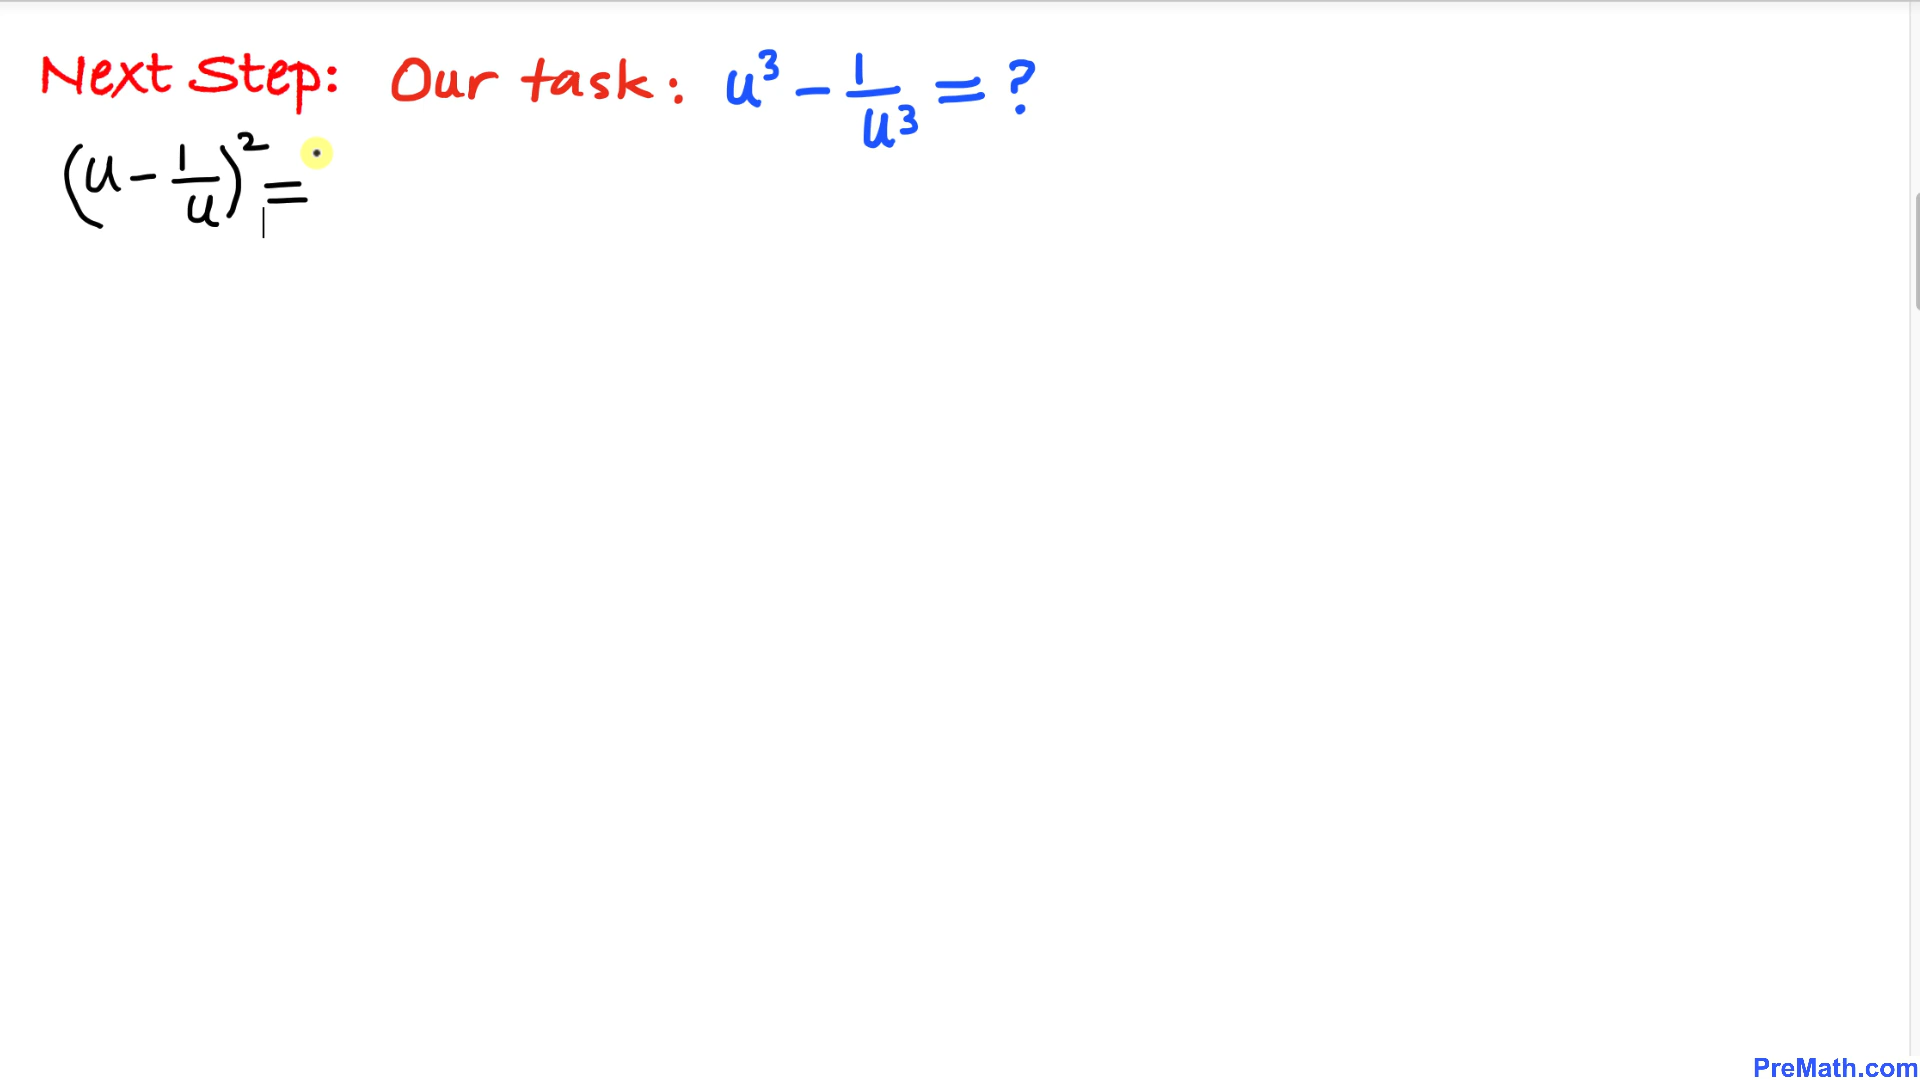 Next Step: Our task: u³ - 1/u³ = ?
(u - 1/u)² =
PreMath.com